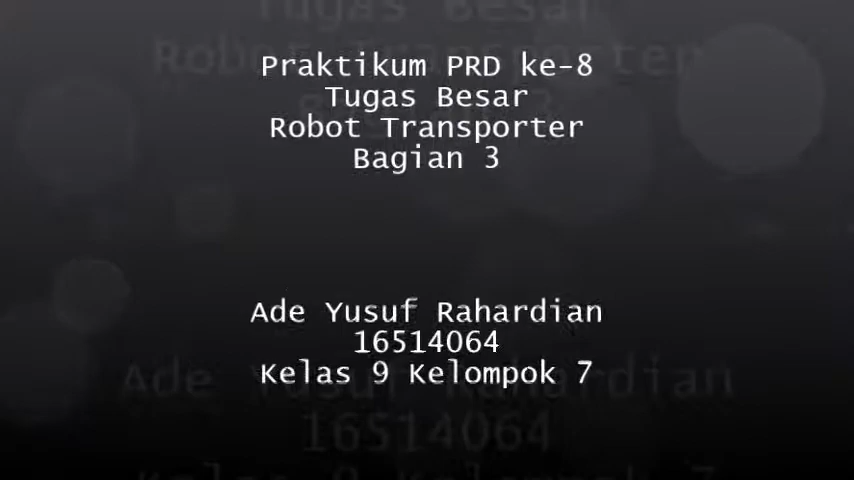 Praktikum PRD ke-8
Tugas Besar
Robot Transporter
Bagian 3
Ade Yusuf Rahardian
16514064
Kelas 9 Kelompok 7